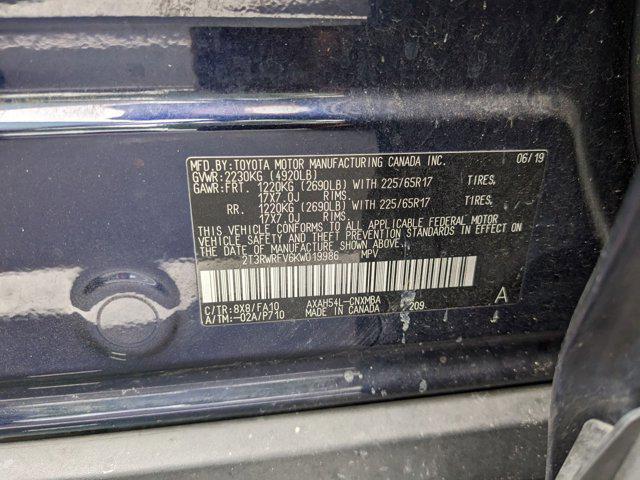 MFD.BY:TOYOTA MOTOR MANUFACTURING CANADA INC. 06/19
GVWR:2230KG (4920LB)
GAWR:FRT. 1220KG (2690LB) WITH 225/65R17 TIRES,
17X7.0J RIMS.
RR. 1220KG (2690LB) WITH 225/65R17 TIRES,
17X7.0J RIMS.
THIS VEHICLE CONFORMS TO ALL APPLICABLE FEDERAL MOTOR
VEHICLE SAFETY AND THEFT PREVENTION STANDARDS IN EFFECT ON
THE DATE OF MANUFACTURE SHOWN ABOVE.
2T3RWRFV6KW019986 MPV
C/TR:8X8/FA10 AXAH54L-CNXMBA A
A/TM:-02A/P710 MADE IN CANADA 209.